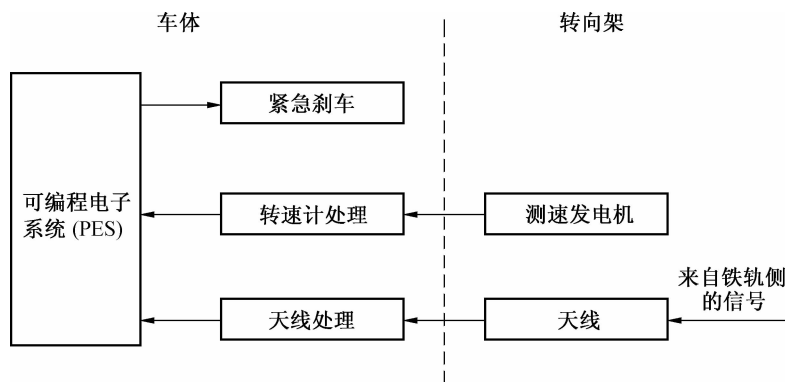 车体
转向架
紧急刹车
可编程电子
系统 (PES)
转速计处理
测速发电机
来自铁轨侧
的信号
天线处理
天线